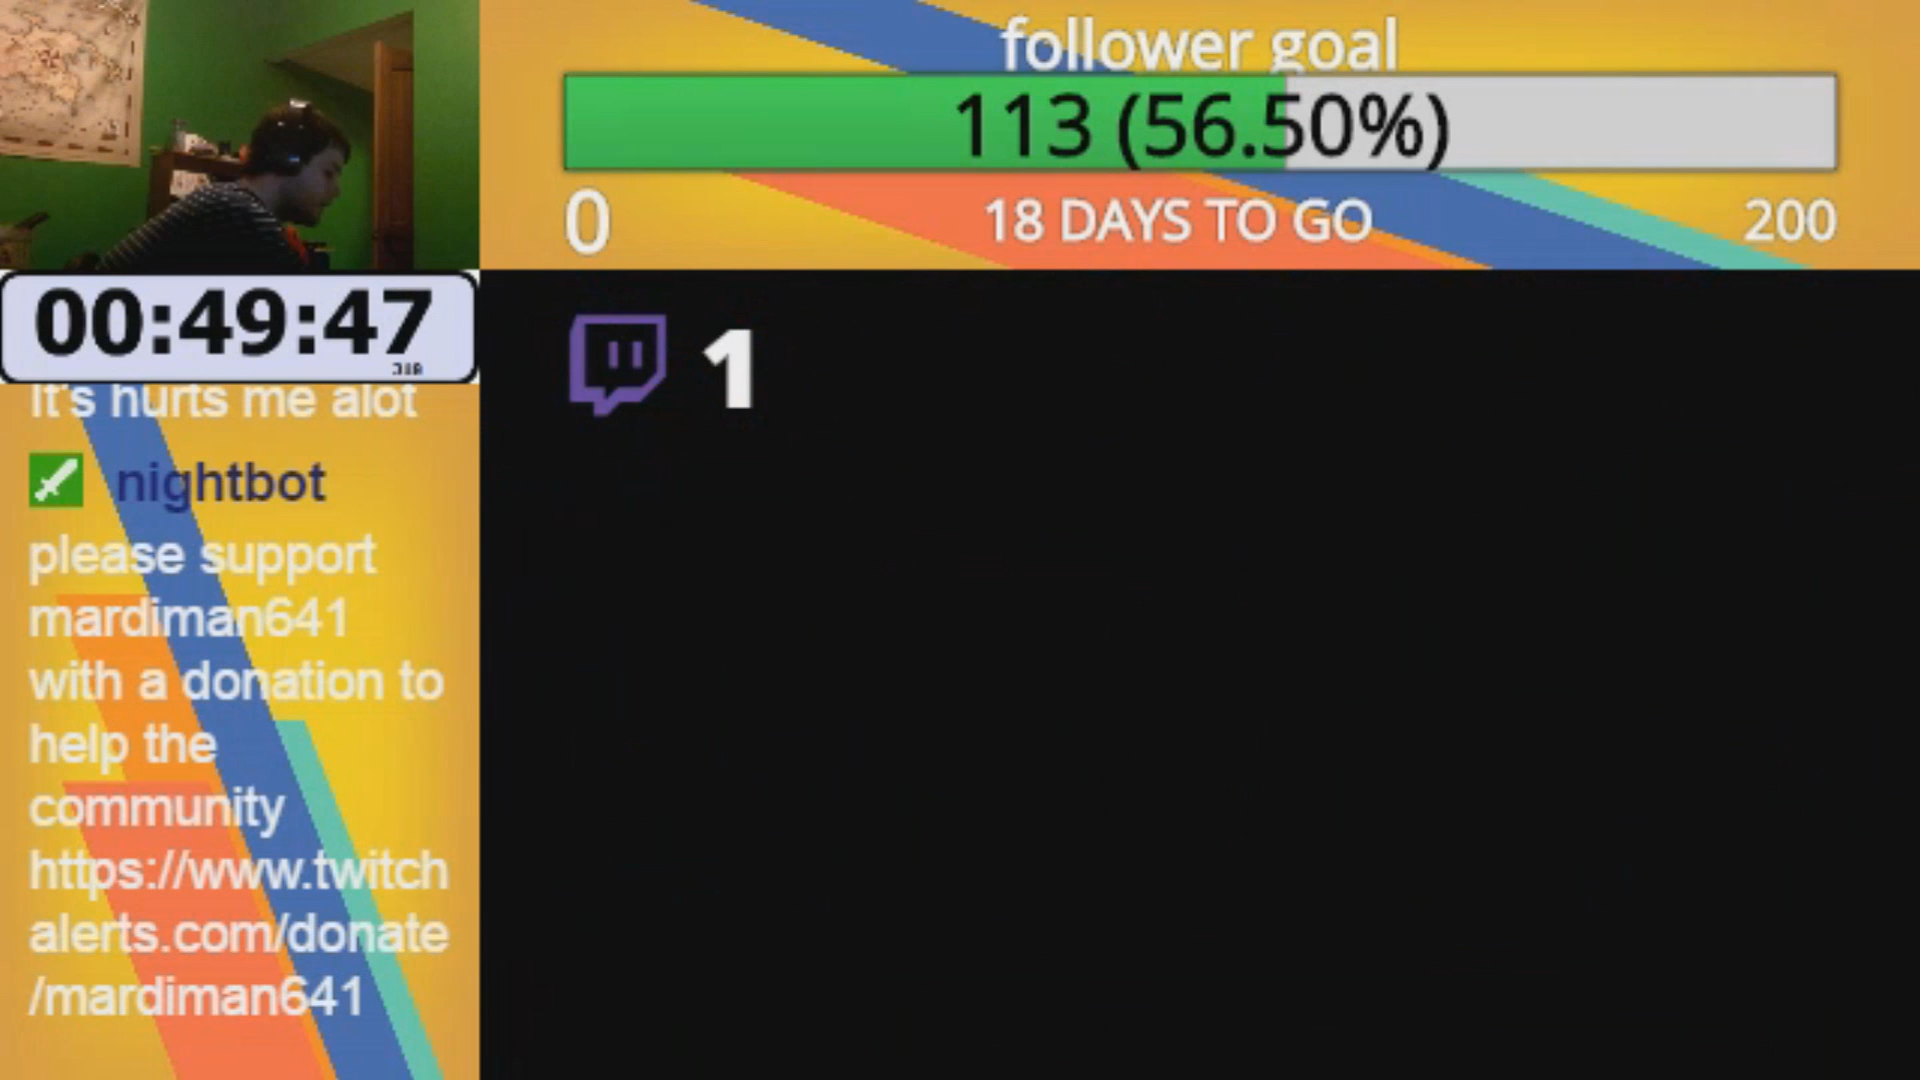 follower goal
113 (56.50%)
0
18 DAYS TO GO
200
00:49:47
1
It's hurts me alot
nightbot
please support
mardiman641
with a donation to
help the
community
https://www.twitch
alerts.com/donate
/mardiman641